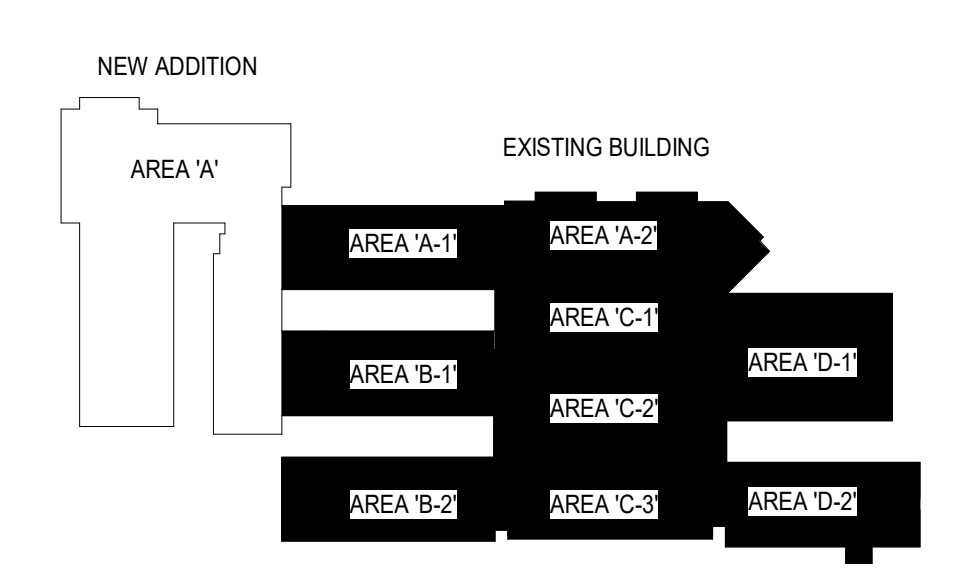 NEW ADDITION
AREA 'A'
EXISTING BUILDING
AREA 'A-1'
AREA 'A-2'
AREA 'C-1'
AREA 'B-1'
AREA 'D-1'
AREA 'C-2'
AREA 'B-2'
AREA 'C-3'
AREA 'D-2'